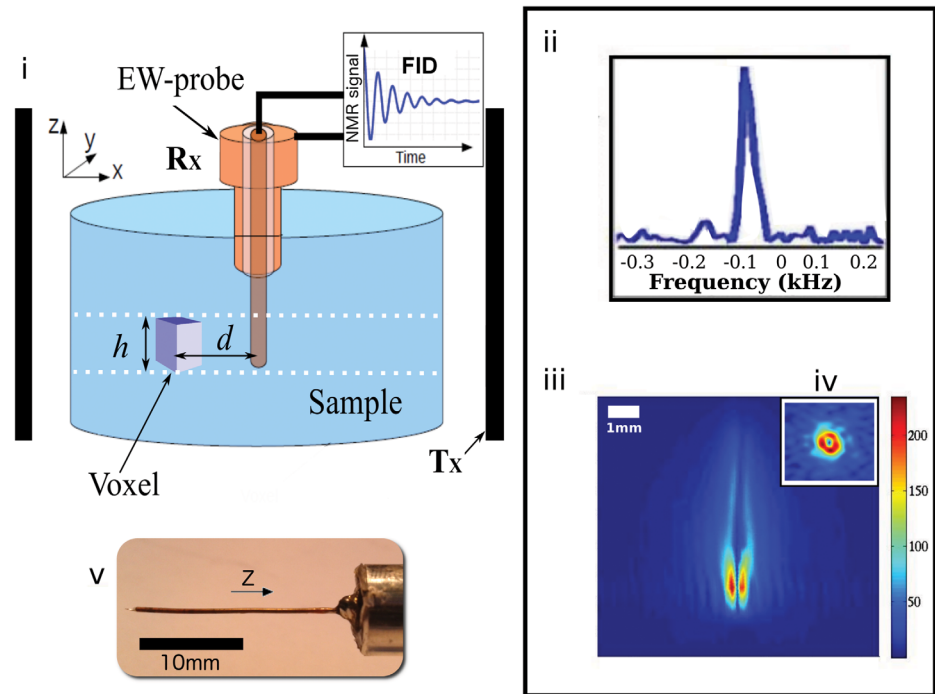 i
EW-probe
Rx
z
y
x
NMR signal
FID
Time
h
d
Sample
Voxel
Tx
v
z
10mm
ii
-0.3 -0.2 -0.1 0 0.1 0.2
Frequency (kHz)
iii
1mm
iv
200
150
100
50